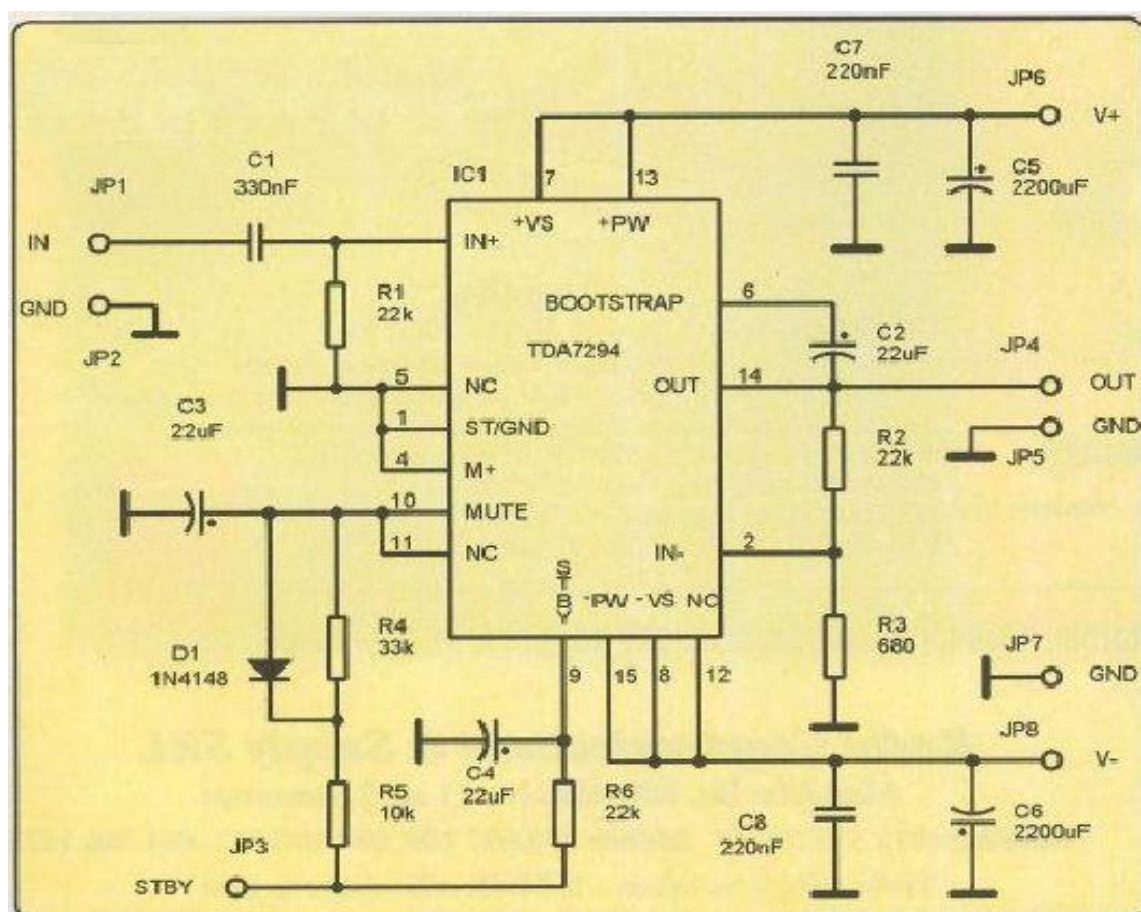 C7
220nF
JP6
V+
C1
330nF
IC1
7
13
C5
2200uF
JP1
+VS
+PW
IN
IN+
R1
22k
BOOTSTRAP
6
GND
TDA7294
C2
22uF
JP4
JP2
5
NC
OUT
14
OUT
C3
22uF
1
ST/GND
R2
22k
GND
JP5
4
M+
10
MUTE
11
NC
IN-
2
STBY
-PW
-VS
NC
R4
33k
R3
680
JP7
D1
1N4148
9
15
8
12
GND
JP8
V-
C4
22uF
R5
10k
R6
22k
C8
220nF
C6
2200uF
JP3
STBY